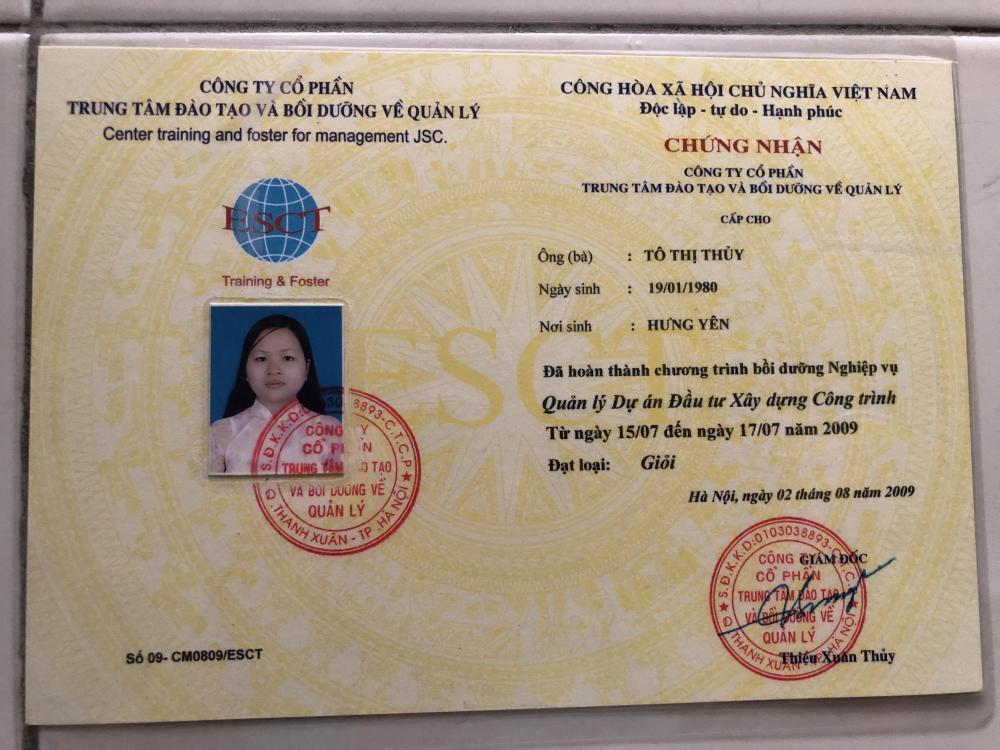 CÔNG TY CỔ PHẦN
TRUNG TÂM ĐÀO TẠO VÀ BỒI DƯỠNG VỀ QUẢN LÝ
Center training and foster for management JSC.
ESCT
Training & Foster
S.Đ.K.K.D: 8893-C.T.C.P
CÔNG TY
CỔ PHẦN
TRUNG TÂM ĐÀO TẠO
VÀ BỒI DƯỠNG VỀ
QUẢN LÝ
Q. THANH XUÂN - TP. HÀ NỘI
Số 09- CM0809/ESCT
CỘNG HÒA XÃ HỘI CHỦ NGHĨA VIỆT NAM
Độc lập - tự do - Hạnh phúc
CHỨNG NHẬN
CÔNG TY CỔ PHẦN
TRUNG TÂM ĐÀO TẠO VÀ BỒI DƯỠNG VỀ QUẢN LÝ
CẤP CHO
Ông (bà) : TÔ THỊ THỦY
Ngày sinh : 19/01/1980
Nơi sinh : HƯNG YÊN
ESCT
Đã hoàn thành chương trình bồi dưỡng Nghiệp vụ
Quản lý Dự án Đầu tư Xây dựng Công trình
Từ ngày 15/07 đến ngày 17/07 năm 2009
Đạt loại: Giỏi
Hà Nội, ngày 02 tháng 08 năm 2009
GIÁM ĐỐC
S.Đ.K.K.D:0103038893-C.T.C.P
CÔNG TY
CỔ PHẦN
TRUNG TÂM ĐÀO TẠO
VÀ BỒI DƯỠNG VỀ
QUẢN LÝ
Q. THANH XUÂN - TP. HÀ NỘI
Thiều Xuân Thủy